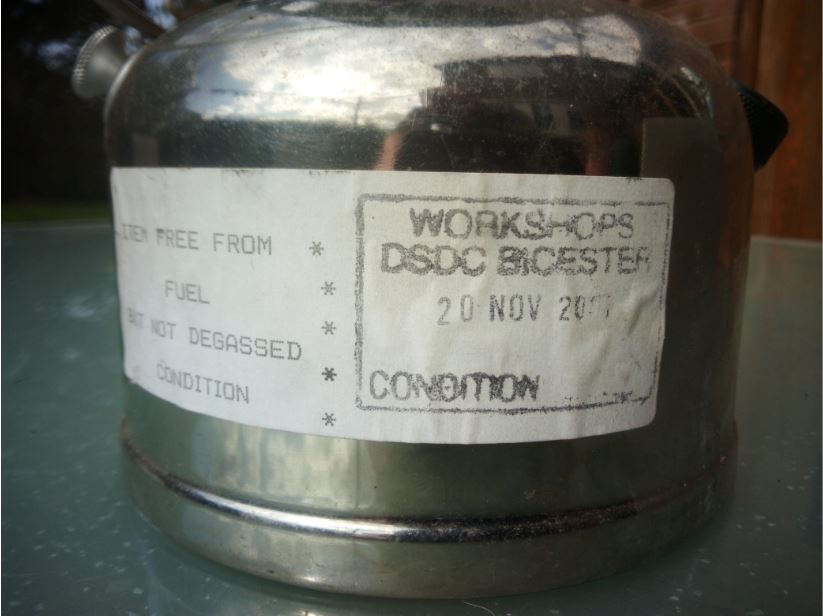 ITEM FREE FROM *
FUEL *
BUT NOT DEGASSED *
CONDITION *
*
WORKSHOPS
DSDC BICESTER
20 NOV
CONDITION